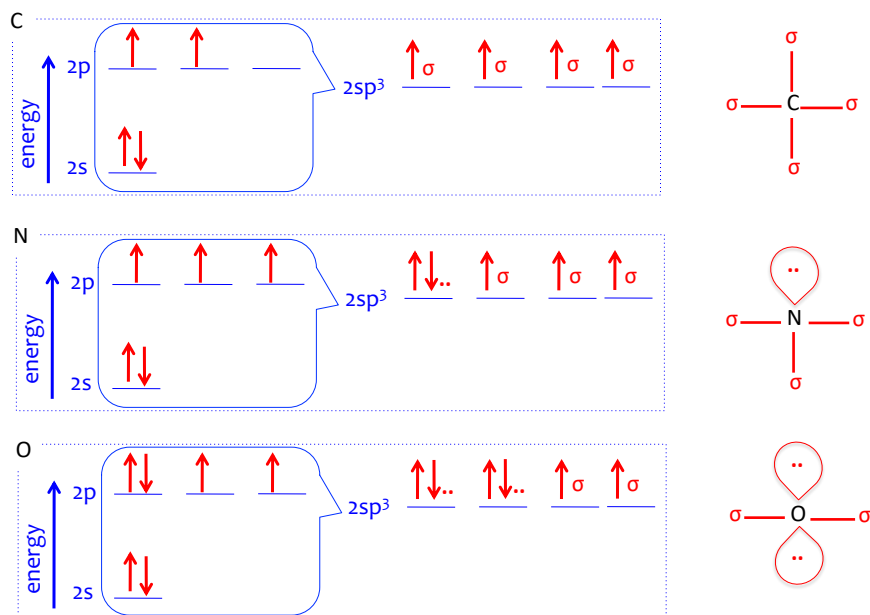 C
2p
2s
energy
2sp³
σ σ σ σ
σ
σ C σ
σ
N
2p
2s
energy
2sp³
.. σ σ σ
..
σ N σ
σ
O
2p
2s
energy
2sp³
.. .. σ σ
..
σ O σ
..